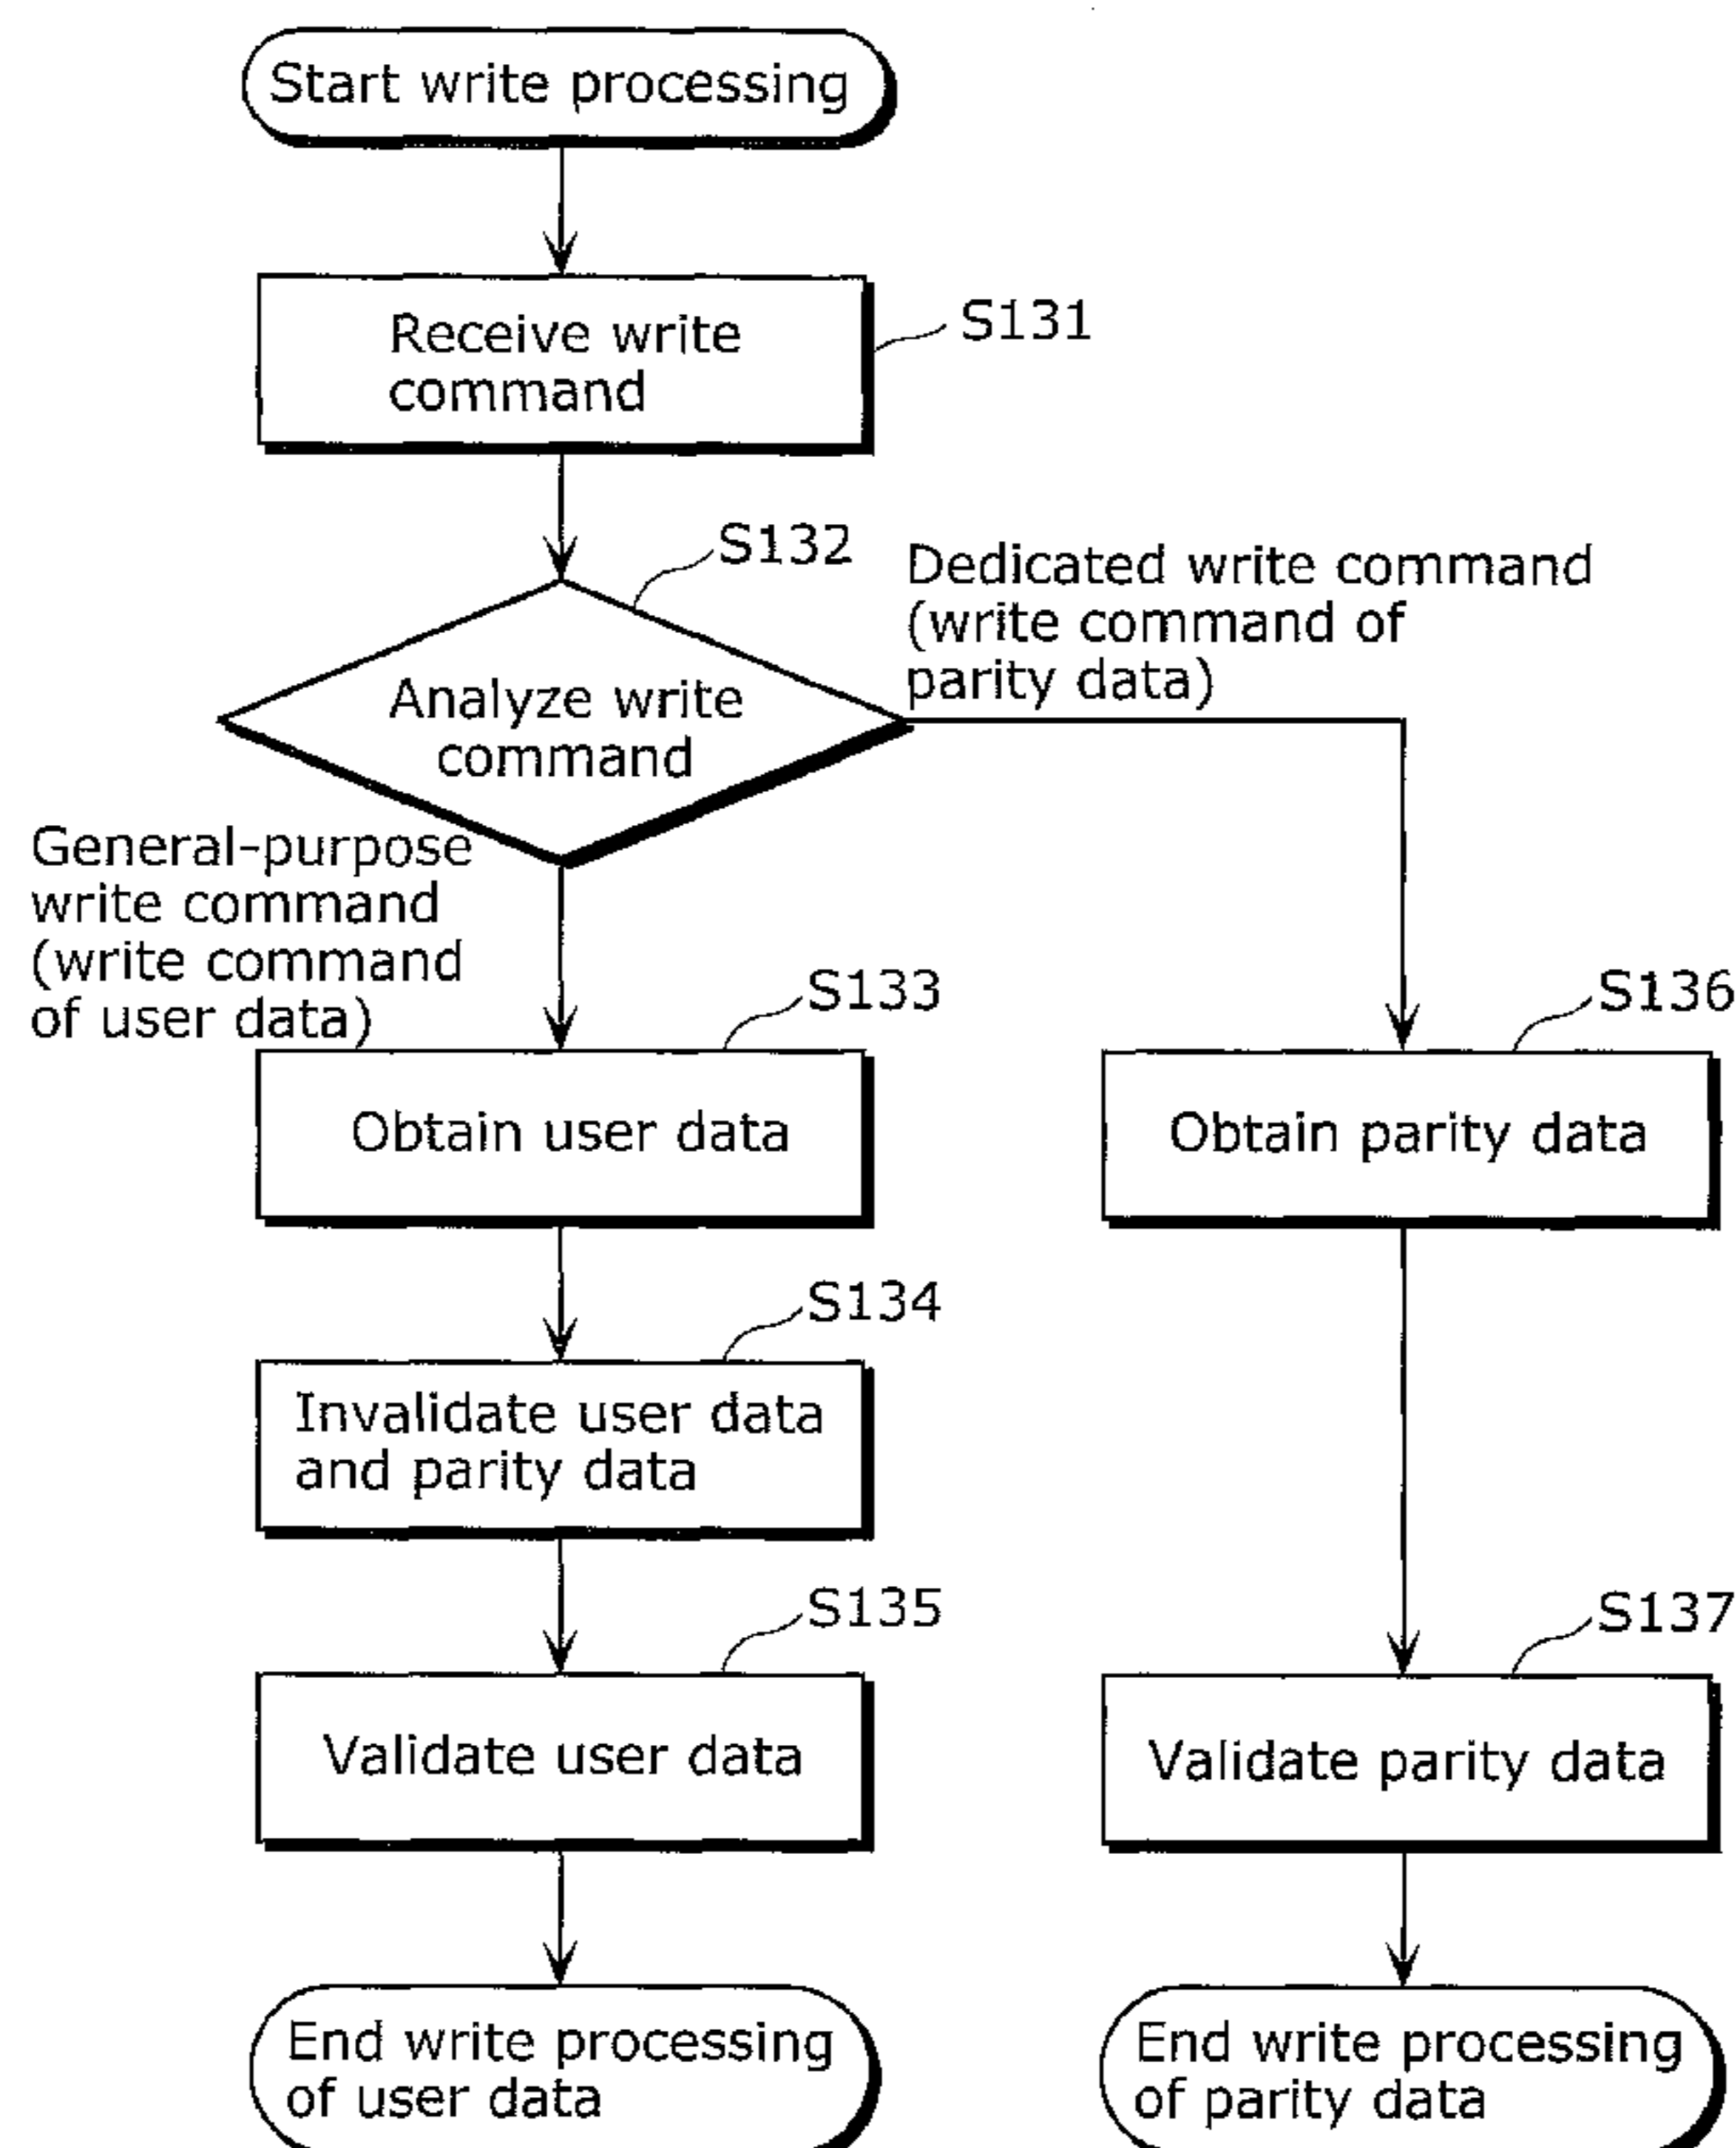 Start write processing
Receive write
command
S131
S132
Analyze write
command
Dedicated write command
(write command of
parity data)
General-purpose
write command
(write command
of user data)
S133
Obtain user data
S136
Obtain parity data
S134
Invalidate user data
and parity data
S135
Validate user data
S137
Validate parity data
End write processing
of user data
End write processing
of parity data